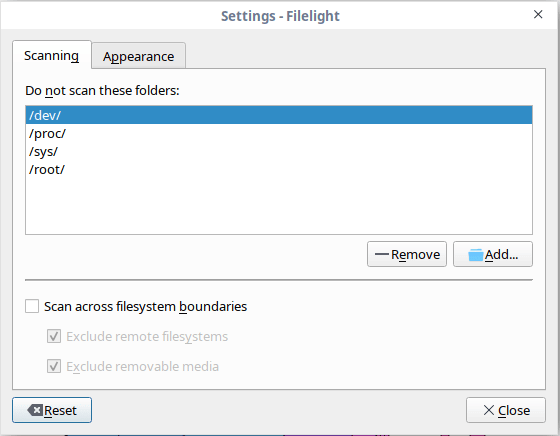 Settings - Filelight
Scanning
Appearance
Do not scan these folders:
/dev/
/proc/
/sys/
/root/
Remove
Add...
Scan across filesystem boundaries
Exclude remote filesystems
Exclude removable media
Reset
Close